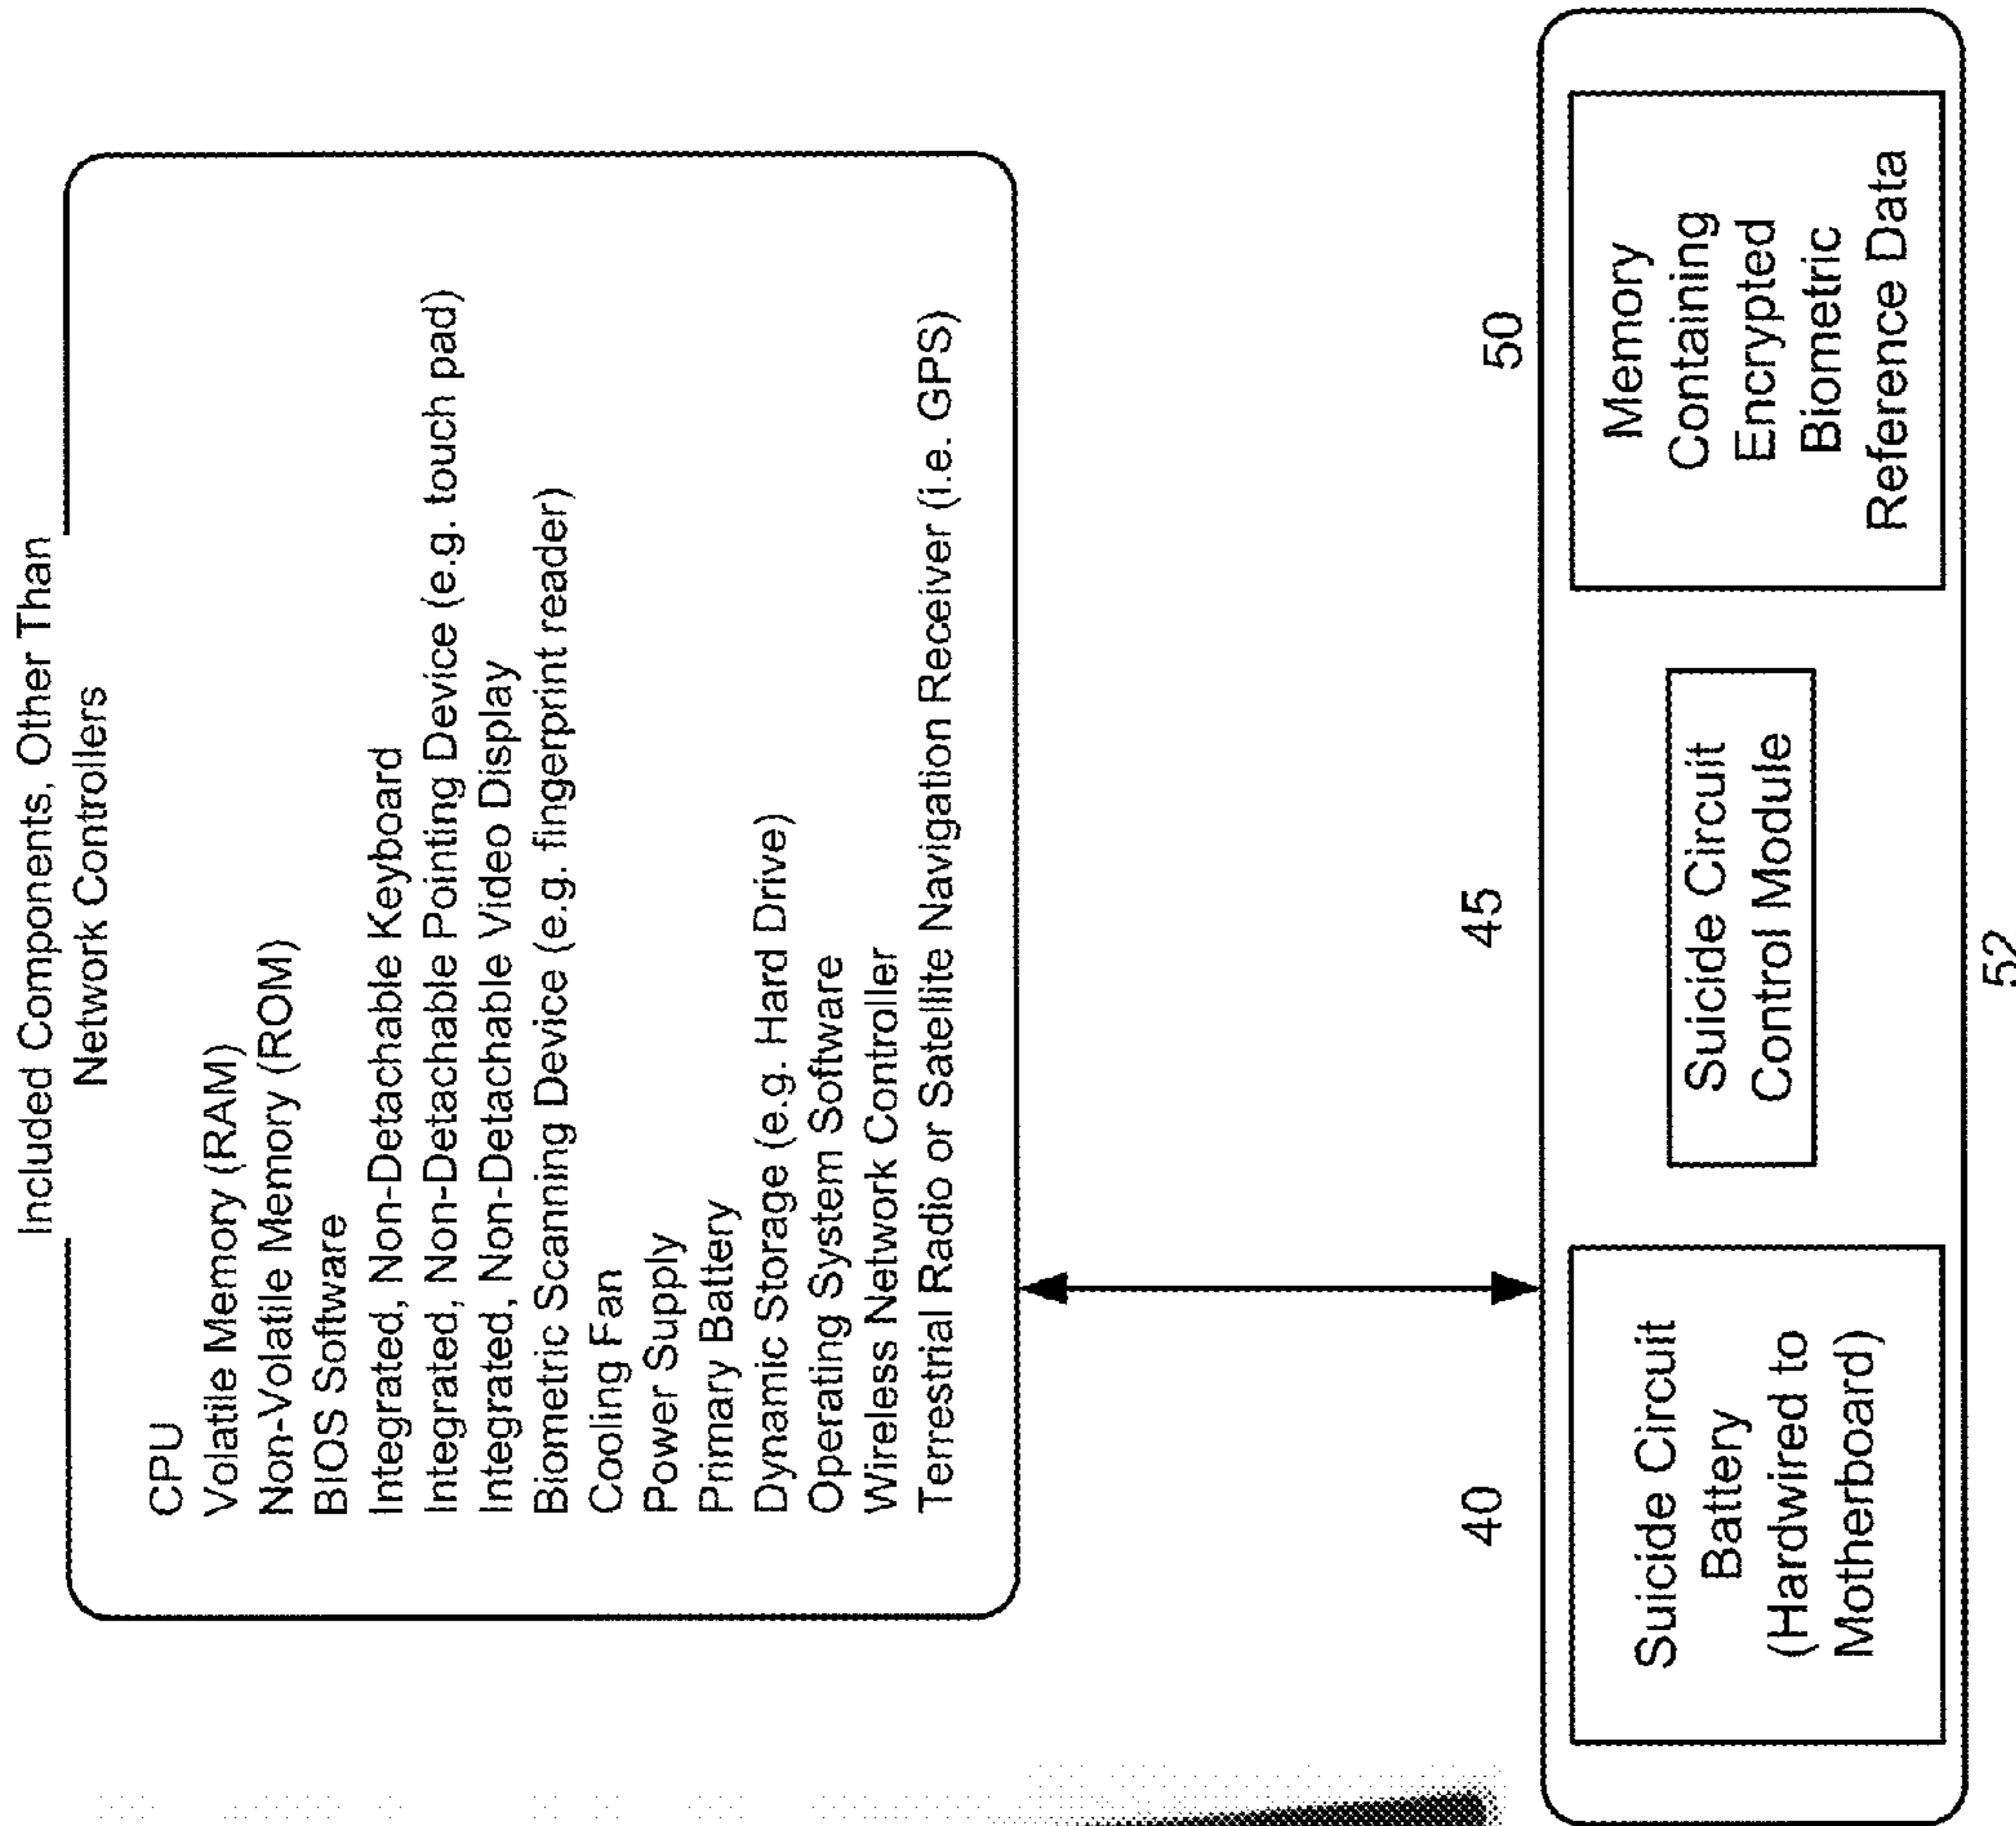 Included Components, Other Than
Network Controllers
CPU
Volatile Memory (RAM)
Non-Volatile Memory (ROM)
BIOS Software
Integrated, Non-Detachable Keyboard
Integrated, Non-Detachable Pointing Device (e.g. touch pad)
Integrated, Non-Detachable Video Display
Biometric Scanning Device (e.g. fingerprint reader)
Cooling Fan
Power Supply
Primary Battery
Dynamic Storage (e.g. Hard Drive)
Operating System Software
Wireless Network Controller
Terrestrial Radio or Satellite Navigation Receiver (i.e. GPS)
40
45
50
Suicide Circuit
Battery
(Hardwired to
Motherboard)
Suicide Circuit
Control Module
Memory
Containing
Encrypted
Biometric
Reference Data
52